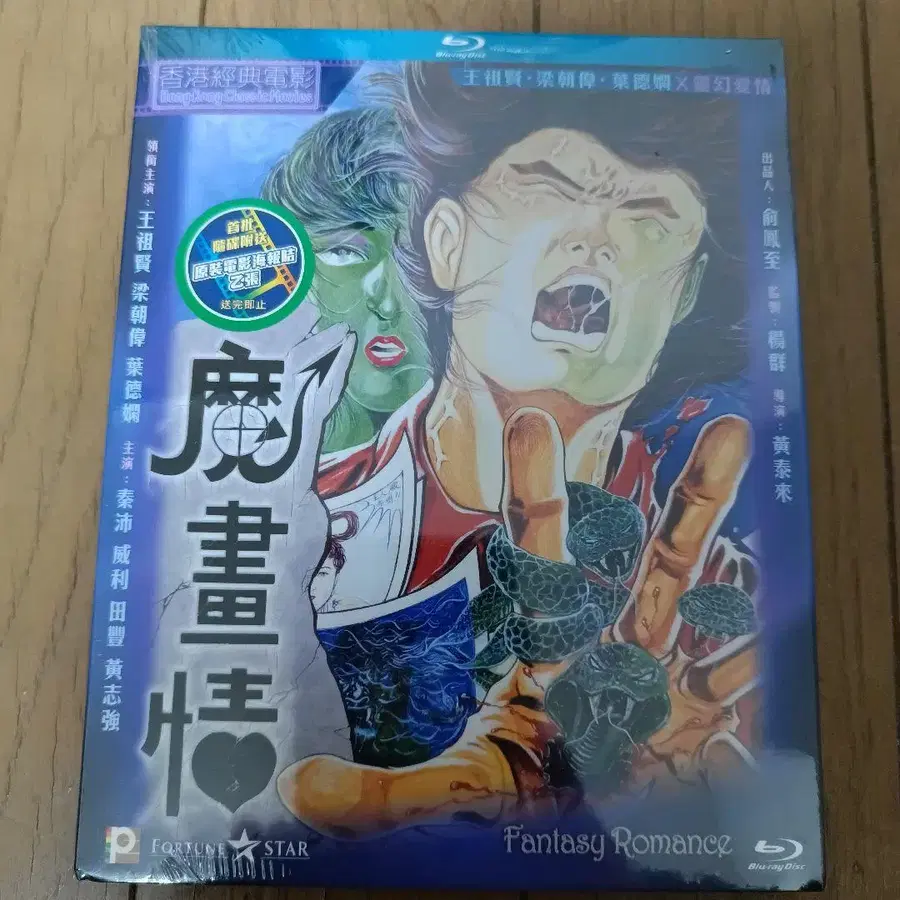 Blu-ray Disc
香港經典電影
Hong Kong Classic Movies
王祖賢・梁朝偉・葉德嫻×靈幻愛情
領銜主演：王祖賢 梁朝偉 葉德嫻 主演：秦沛 威利 田豐 黃志強
首批
隨碟附送
原裝電影海報咭
乙張
送完即止
出品人：俞鳳至 監製：楊群 導演：黃泰來
魔畫情
P
FORTUNE STAR
Fantasy Romance
Blu-ray Disc